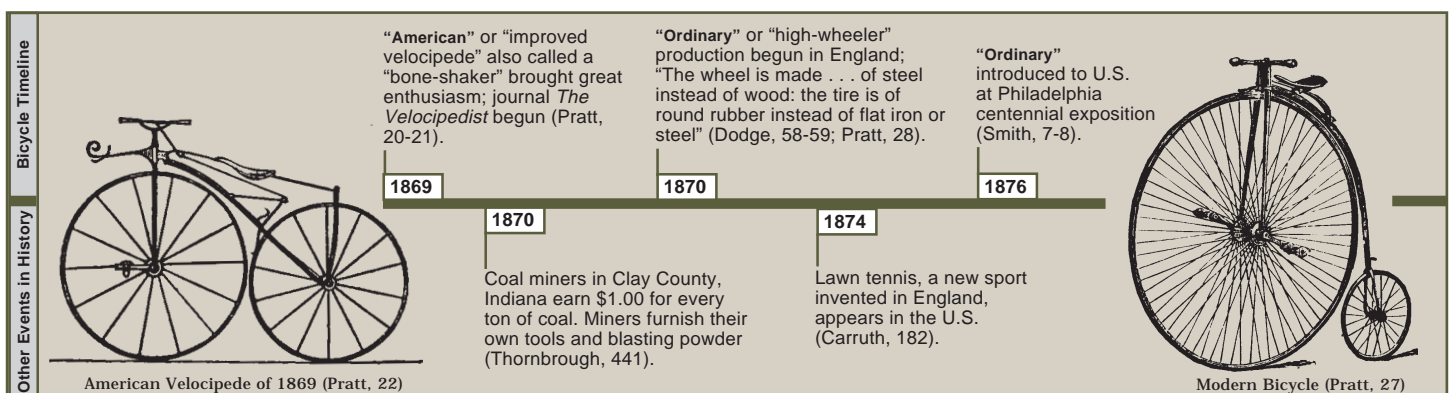 Bicycle Timeline
“American” or “improved
velocipede” also called a
“bone-shaker” brought great
enthusiasm; journal The
Velocipedist begun (Pratt,
20-21).
“Ordinary” or “high-wheeler”
production begun in England;
“The wheel is made . . . of steel
instead of wood: the tire is of
round rubber instead of flat iron or
steel” (Dodge, 58-59; Pratt, 28).
“Ordinary”
introduced to U.S.
at Philadelphia
centennial exposition
(Smith, 7-8).
1869
1870
1876
Other Events in History
1870
1874
Coal miners in Clay County,
Indiana earn $1.00 for every
ton of coal. Miners furnish their
own tools and blasting powder
(Thornbrough, 441).
Lawn tennis, a new sport
invented in England,
appears in the U.S.
(Carruth, 182).
American Velocipede of 1869 (Pratt, 22)
Modern Bicycle (Pratt, 27)